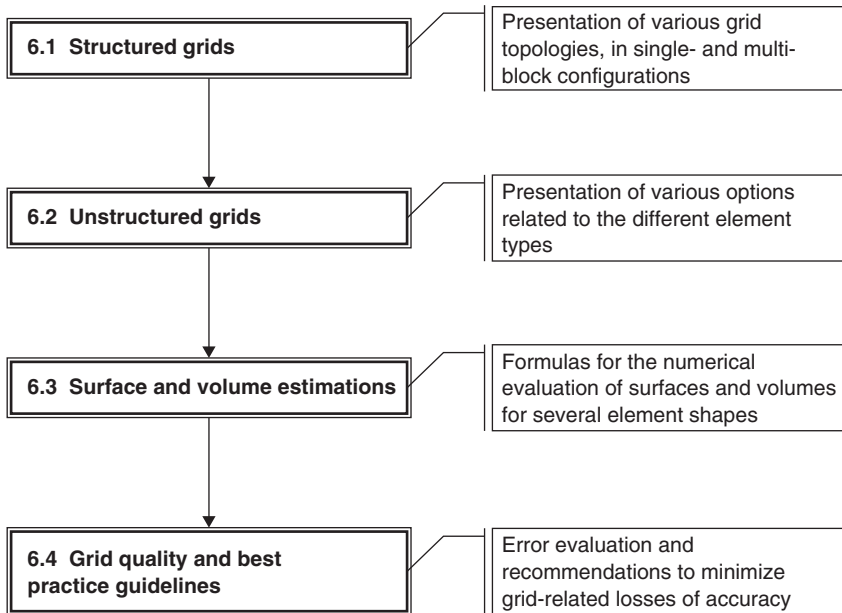 6.1 Structured grids
Presentation of various grid
topologies, in single- and multi-
block configurations
6.2 Unstructured grids
Presentation of various options
related to the different element
types
6.3 Surface and volume estimations
Formulas for the numerical
evaluation of surfaces and volumes
for several element shapes
6.4 Grid quality and best
practice guidelines
Error evaluation and
recommendations to minimize
grid-related losses of accuracy